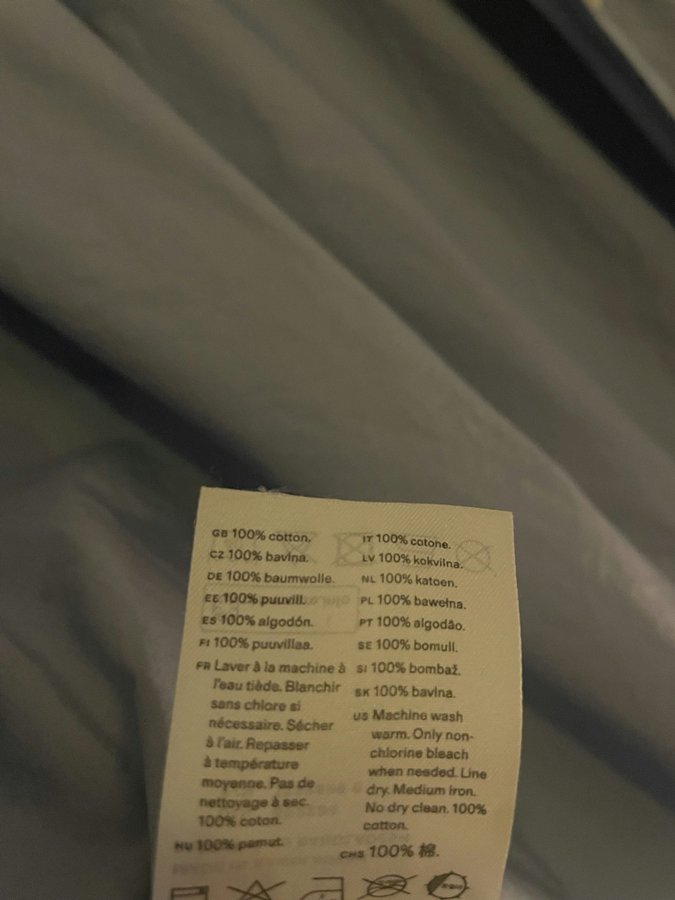 GB 100% cotton.
CZ 100% bavlna.
DE 100% baumwolle.
EE 100% puuvill.
ES 100% algodón.
FI 100% puuvillaa.
FR Laver à la machine à
l'eau tiède. Blanchir
sans chlore si
nécessaire. Sécher
à l'air. Repasser
à température
moyenne. Pas de
nettoyage à sec.
100% coton.
HU 100% pamut.
IT 100% cotone.
LV 100% kokvilna.
NL 100% katoen.
PL 100% bawełna.
PT 100% algodão.
SE 100% bomull.
SI 100% bombaž.
SK 100% bavlna.
US Machine wash
warm. Only non-
chlorine bleach
when needed. Line
dry. Medium iron.
No dry clean. 100%
cotton.
CHS 100% 棉.